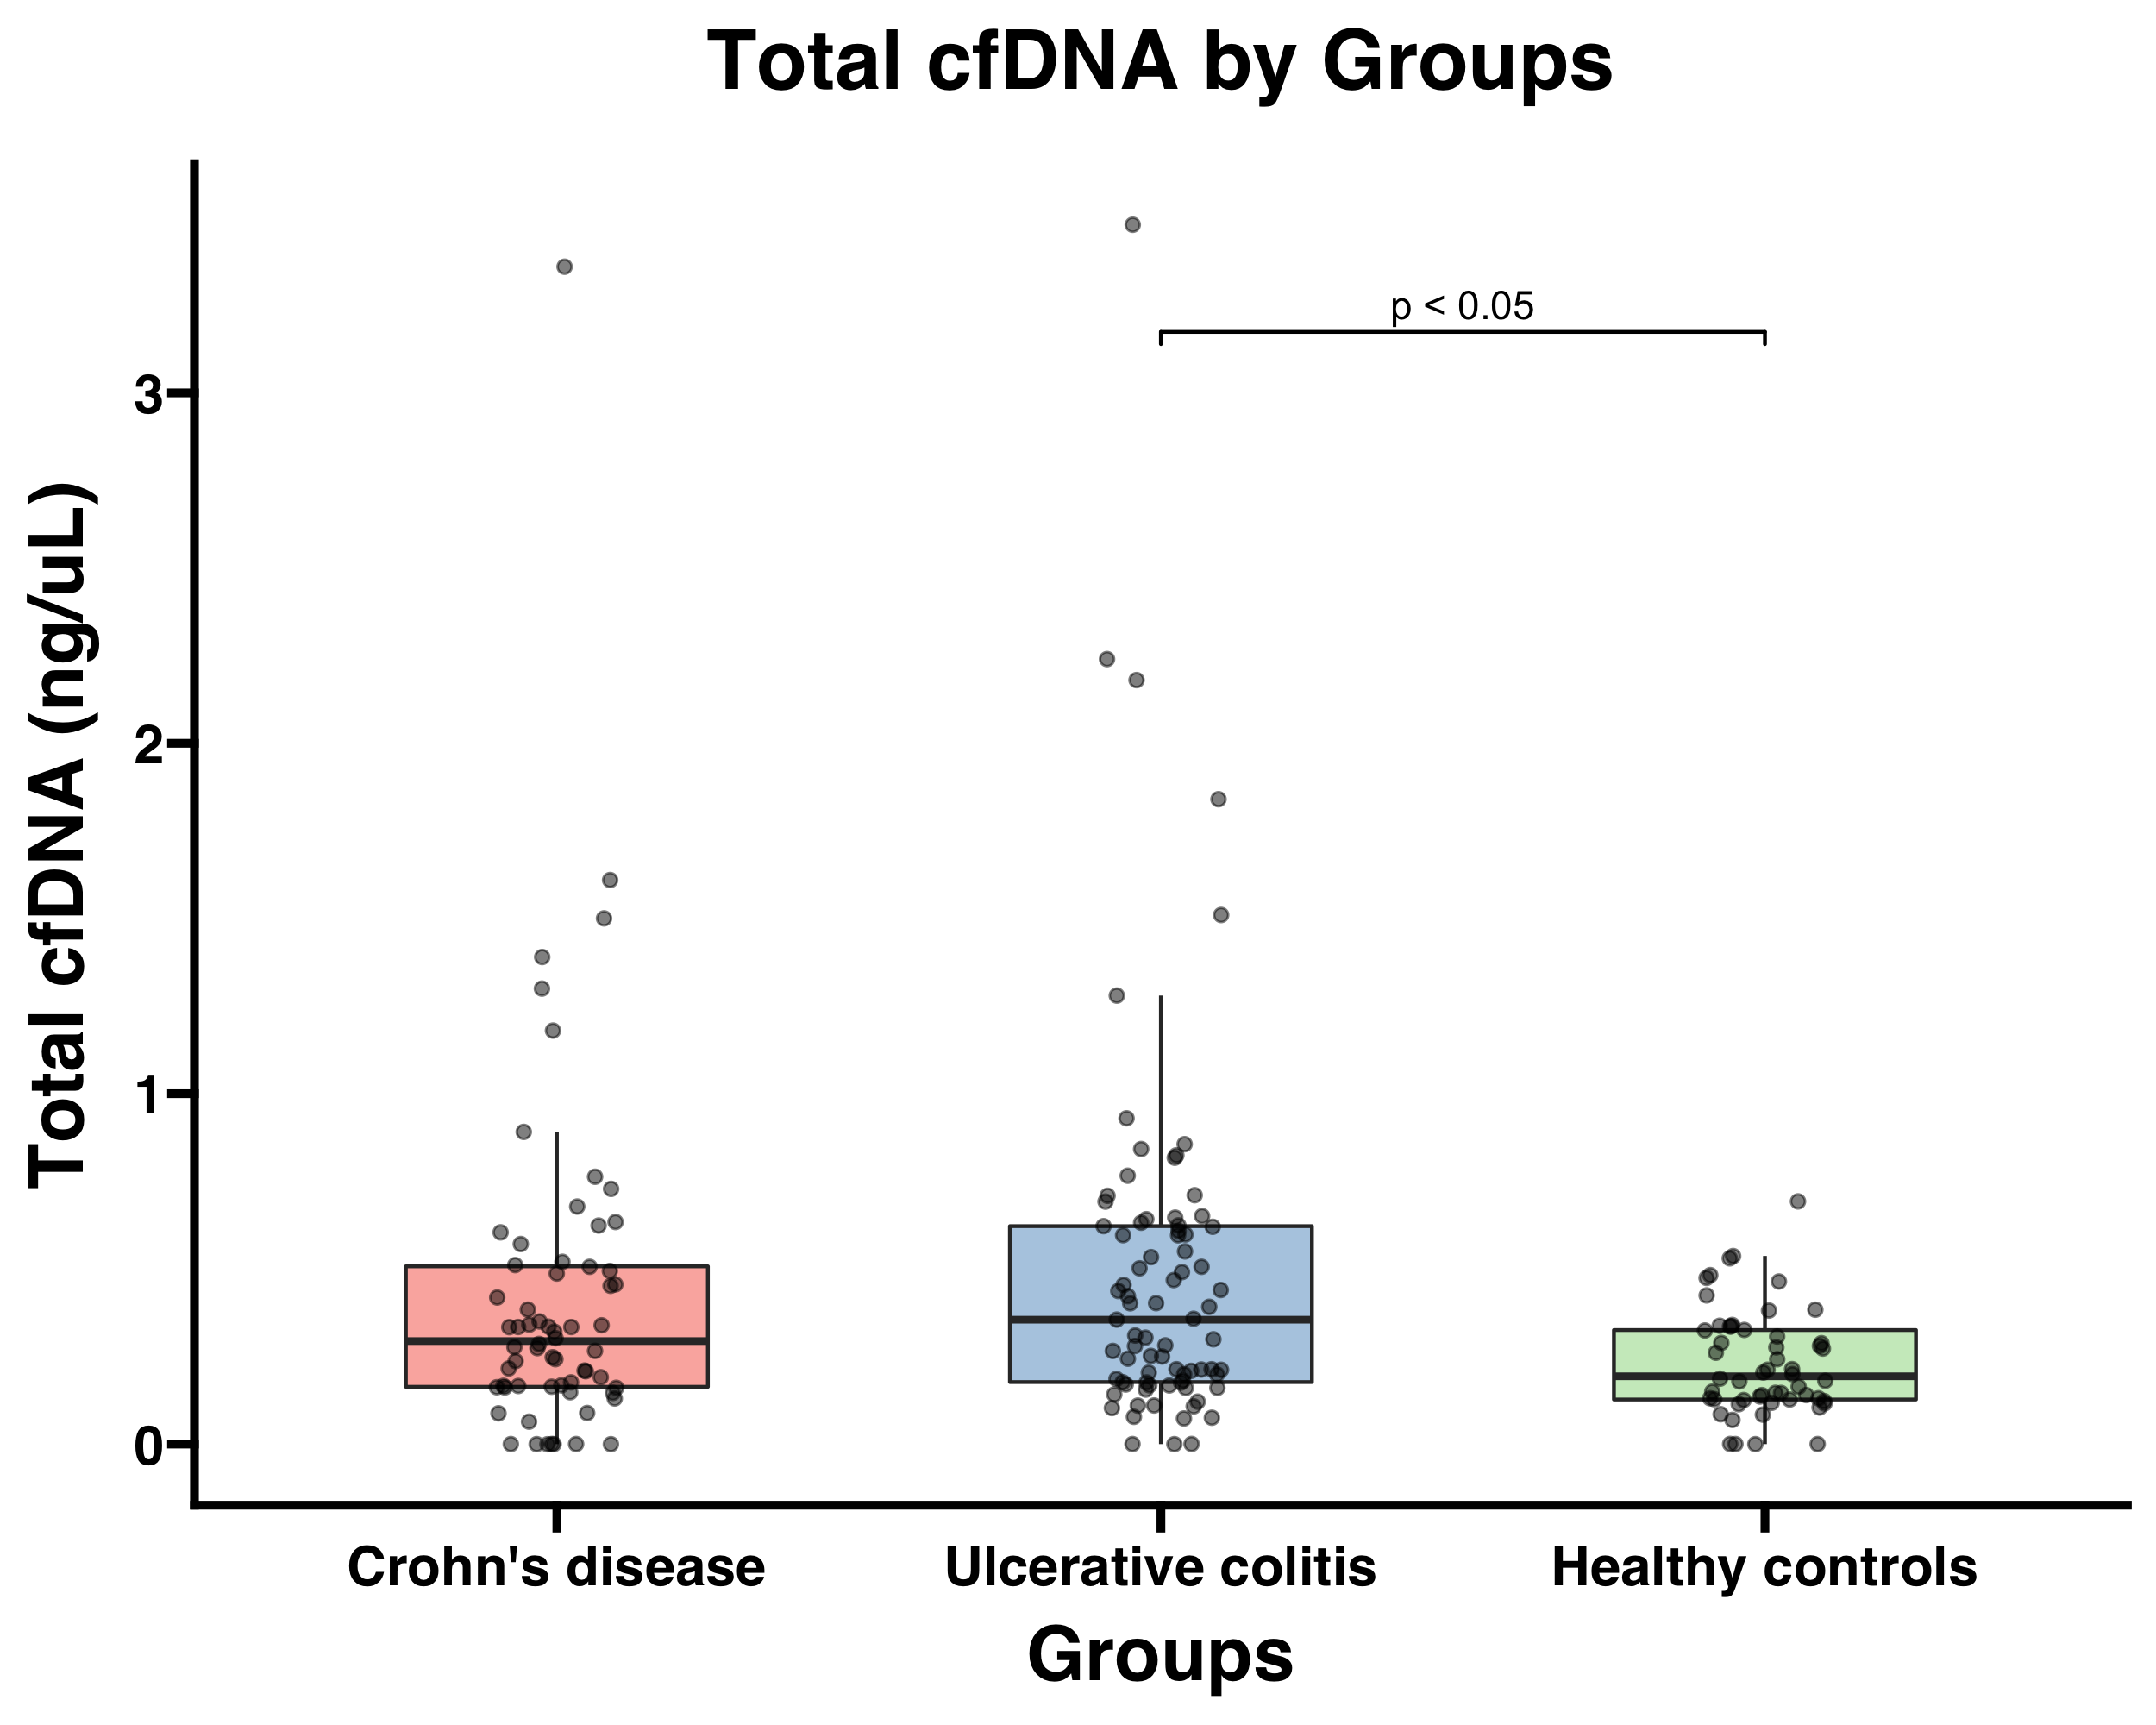 Total cfDNA by Groups
p < 0.05
Total cfDNA (ng/uL)
3
2
1
0
Crohn's disease
Ulcerative colitis
Healthy controls
Groups